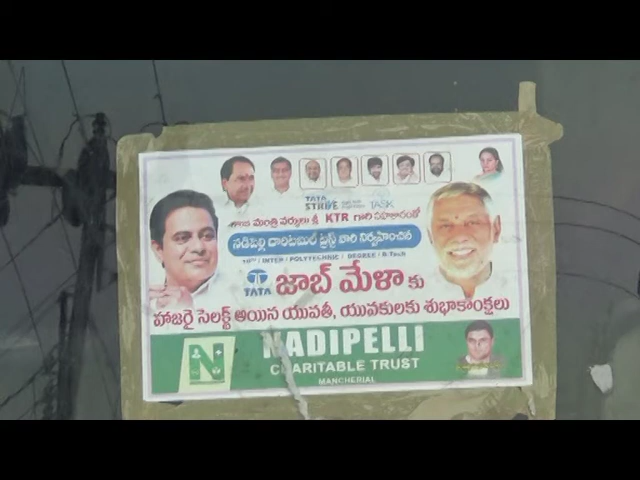 TATA
STRIVE TASK
మంత్రి వర్యులు శ్రీ KTR గారి సహకారంతో
నడిపెల్లి చారిటబుల్ ట్రస్ట్ వారి నిర్వహించిన
10TH / INTER / POLYTECHNIC / DEGREE / B.Tech
TATA జాబ్ మేళా కు
హాజరై సెలక్ట్ అయిన యువతీ, యువకులకు శుభాకాంక్షలు
NADIPELLI
CHARITABLE TRUST
MANCHERIAL
N